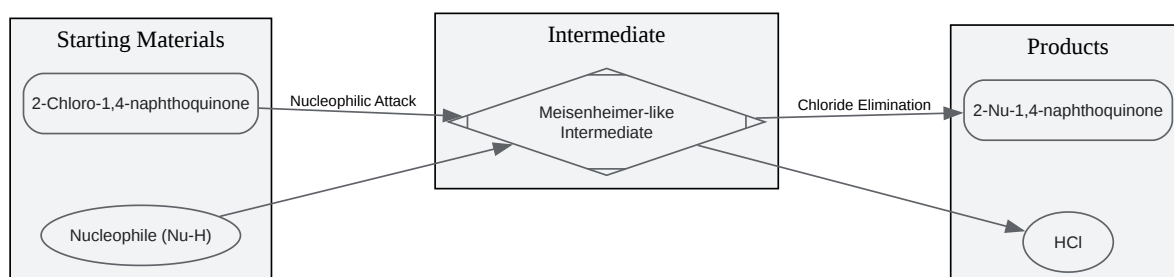 Starting Materials
2-Chloro-1,4-naphthoquinone
Nucleophile (Nu-H)
Nucleophilic Attack
Intermediate
Meisenheimer-like
Intermediate
Chloride Elimination
Products
2-Nu-1,4-naphthoquinone
HCl